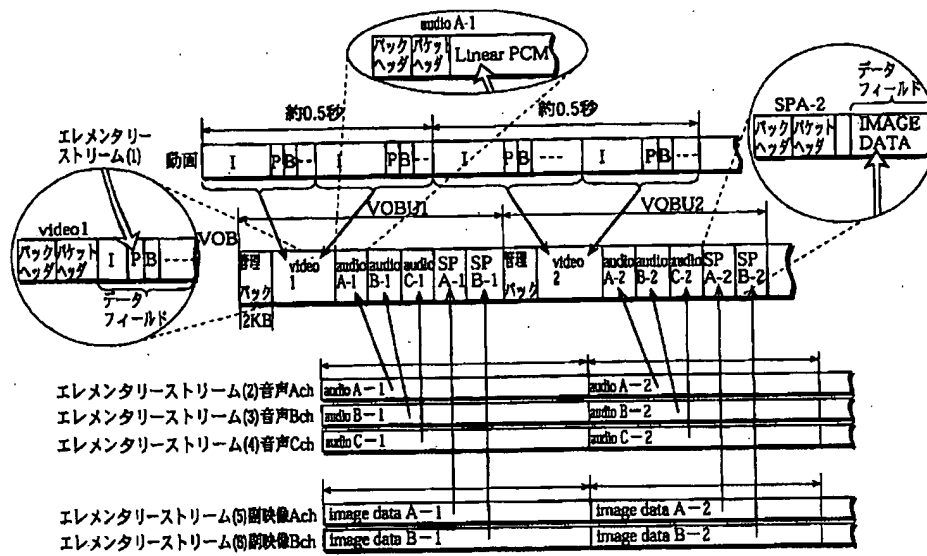 audio A-1
パック ヘッダ
パケット ヘッダ
Linear PCM
約0.5秒
約0.5秒
エレメンタリー
ストリーム(1)
動画
I P B ---- I P B ---- I P B ---- I P B ----
データ
フィールド
SPA-2
パック ヘッダ
パケット ヘッダ
IMAGE
DATA
VOBU1
VOBU2
VOB
video1
パック ヘッダ
パケット ヘッダ
I P B -----
データ
フィールド
管理 パック
video 1
audio A-1
audio B-1
audio C-1
SP A-1
SP B-1
管理 パック
video 2
audio A-2
audio B-2
audio C-2
SP A-2
SP B-2
2KB
エレメンタリーストリーム(2)音声Ach audio A-1 audio A-2
エレメンタリーストリーム(3)音声Bch audio B-1 audio B-2
エレメンタリーストリーム(4)音声Cch audio C-1 audio C-2
エレメンタリーストリーム(5)副映像Ach image data A-1 image data A-2
エレメンタリーストリーム(6)副映像Bch image data B-1 image data B-2